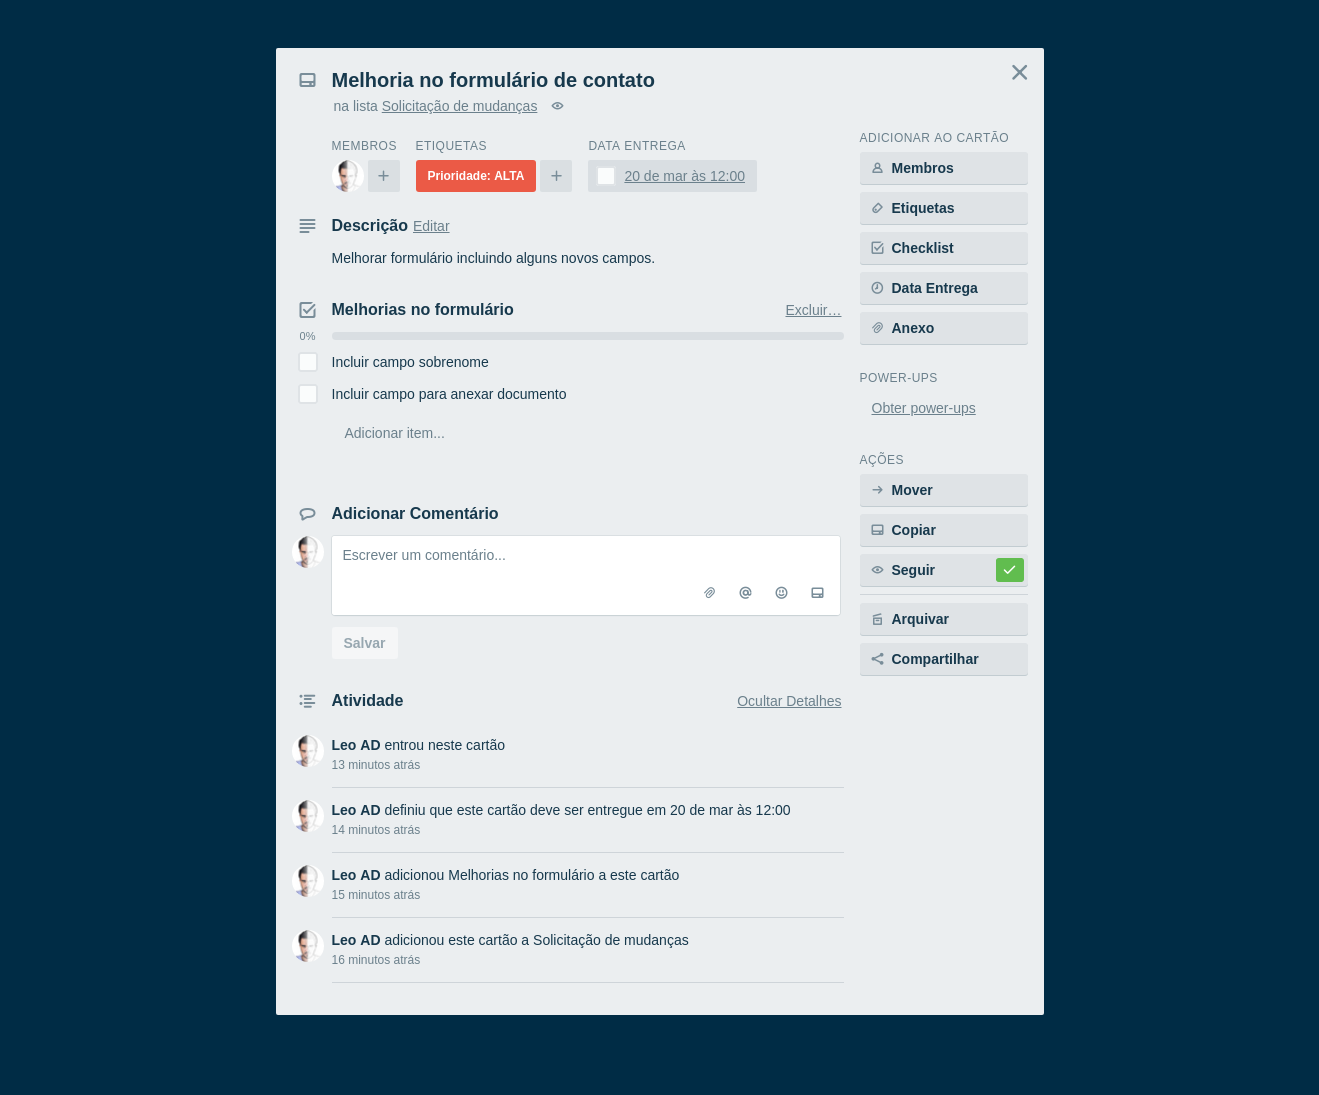 Melhoria no formulário de contato
na lista Solicitação de mudanças
MEMBROS
ETIQUETAS
Prioridade: ALTA
DATA ENTREGA
20 de mar às 12:00
Descrição Editar
Melhorar formulário incluindo alguns novos campos.
Melhorias no formulário
Excluir…
0%
Incluir campo sobrenome
Incluir campo para anexar documento
Adicionar item...
Adicionar Comentário
Escrever um comentário...
Salvar
Atividade
Ocultar Detalhes
Leo AD entrou neste cartão
13 minutos atrás
Leo AD definiu que este cartão deve ser entregue em 20 de mar às 12:00
14 minutos atrás
Leo AD adicionou Melhorias no formulário a este cartão
15 minutos atrás
Leo AD adicionou este cartão a Solicitação de mudanças
16 minutos atrás
ADICIONAR AO CARTÃO
Membros
Etiquetas
Checklist
Data Entrega
Anexo
POWER-UPS
Obter power-ups
AÇÕES
Mover
Copiar
Seguir
Arquivar
Compartilhar